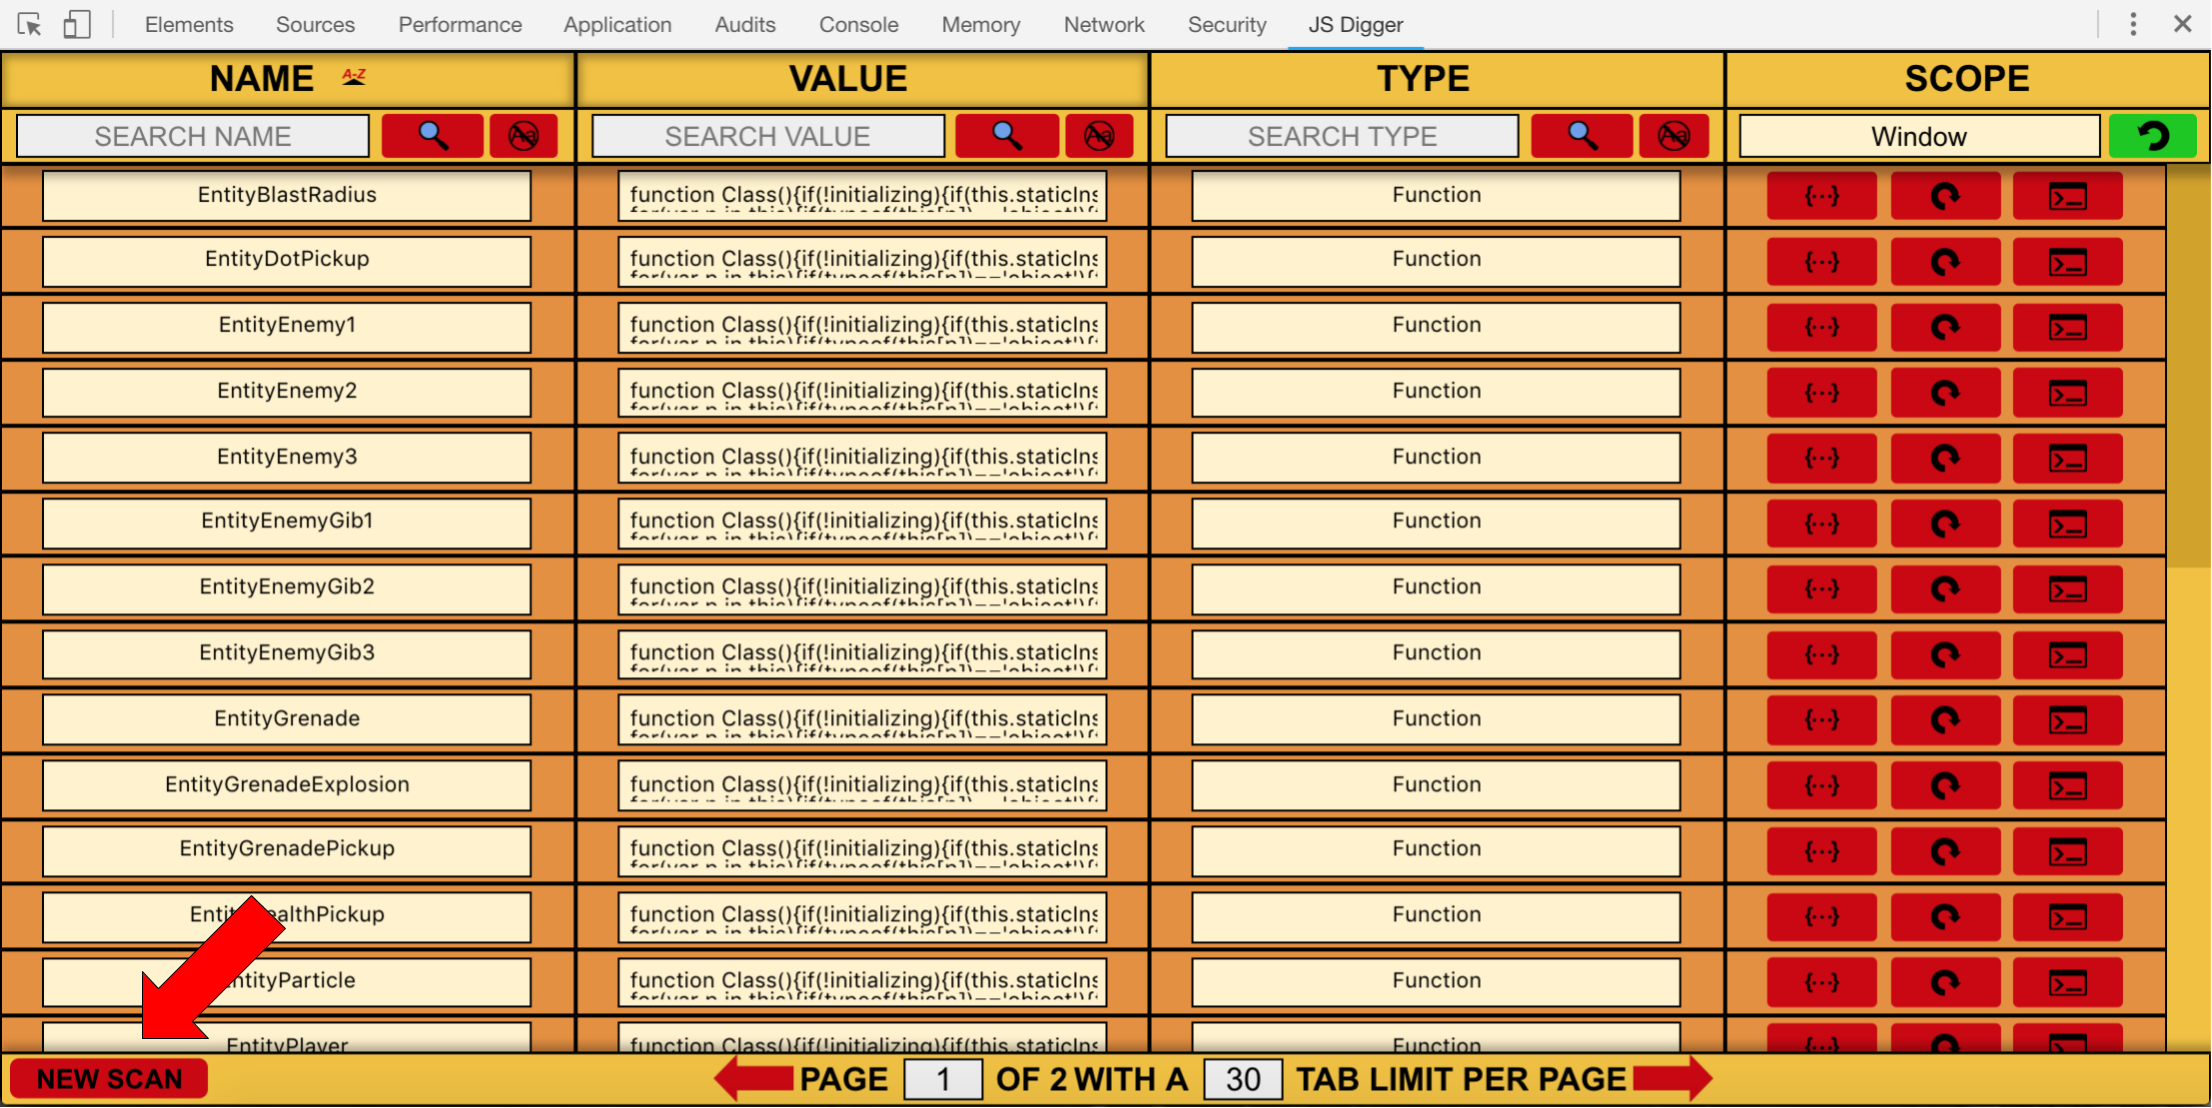 Elements Sources Performance Application Audits Console Memory Network Security JS Digger
NAME A-Z VALUE TYPE SCOPE
SEARCH NAME Aa SEARCH VALUE Aa SEARCH TYPE Aa Window
EntityBlastRadius function Class(){if(!initializing){if(this.staticIns Function {···}
EntityDotPickup function Class(){if(!initializing){if(this.staticIns Function {···}
EntityEnemy1 function Class(){if(!initializing){if(this.staticIns Function {···}
EntityEnemy2 function Class(){if(!initializing){if(this.staticIns Function {···}
EntityEnemy3 function Class(){if(!initializing){if(this.staticIns Function {···}
EntityEnemyGib1 function Class(){if(!initializing){if(this.staticIns Function {···}
EntityEnemyGib2 function Class(){if(!initializing){if(this.staticIns Function {···}
EntityEnemyGib3 function Class(){if(!initializing){if(this.staticIns Function {···}
EntityGrenade function Class(){if(!initializing){if(this.staticIns Function {···}
EntityGrenadeExplosion function Class(){if(!initializing){if(this.staticIns Function {···}
EntityGrenadePickup function Class(){if(!initializing){if(this.staticIns Function {···}
Enti ealthPickup function Class(){if(!initializing){if(this.staticIns Function {···}
ntityParticle function Class(){if(!initializing){if(this.staticIns Function {···}
EntityPlayer function Class(){if(!initializing){if(this.staticIns Function {···}
NEW SCAN PAGE 1 OF 2 WITH A 30 TAB LIMIT PER PAGE